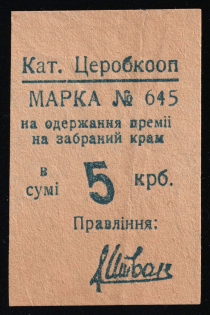 Кат. Церобкооп
МАРКА № 645
на одержання премії
на забраний крам
в
сумі 5 крб.
Правління: